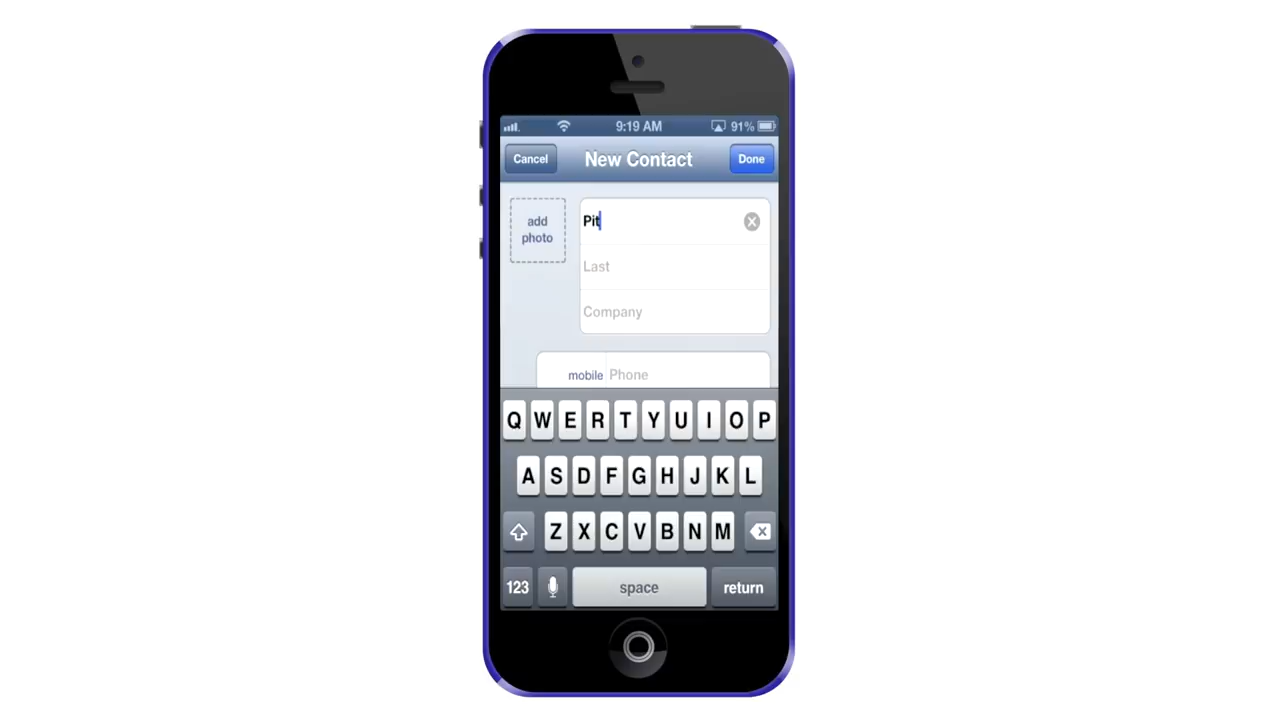 9:19 AM 91%
Cancel New Contact Done
add
photo
Pit
Last
Company
mobile Phone
Q W E R T Y U I O P
A S D F G H J K L
Z X C V B N M
123 space return